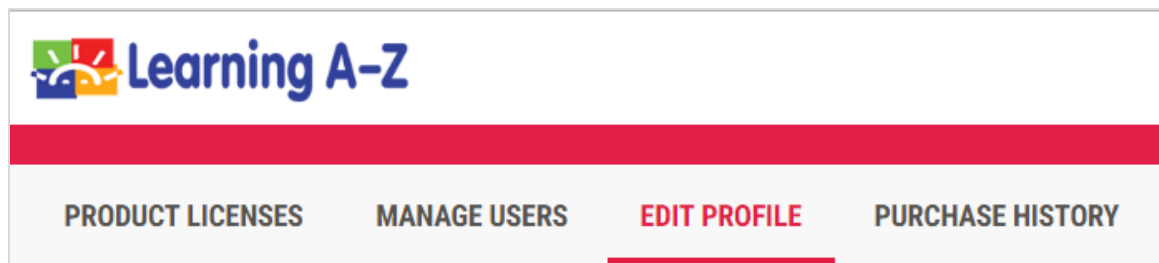 Learning A-Z
PRODUCT LICENSES MANAGE USERS EDIT PROFILE PURCHASE HISTORY